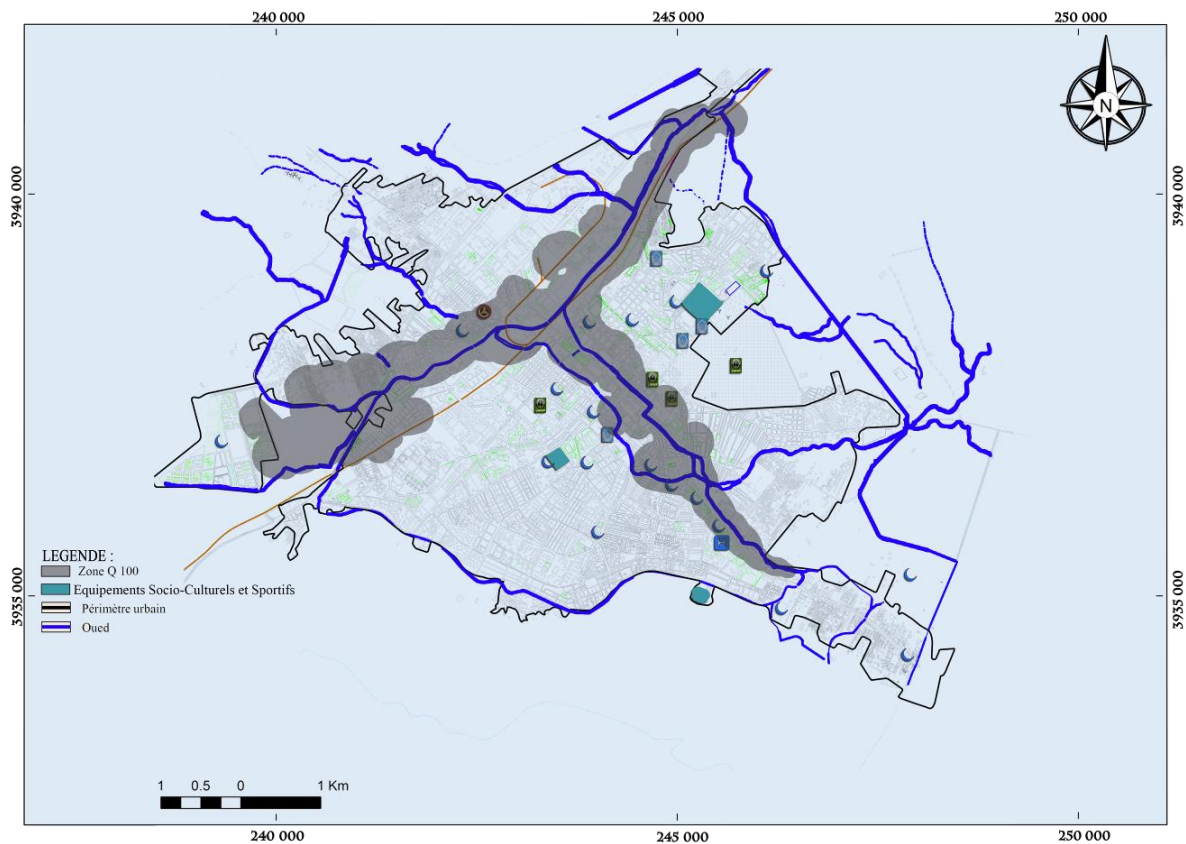 240 000 245 000 250 000
N
3940 000 3940 000
LEGENDE :
Zone Q 100
Equipements Socio-Culturels et Sportifs
Périmètre urbain
Oued
3935 000 3935 000
1 0.5 0 1 Km
240 000 245 000 250 000